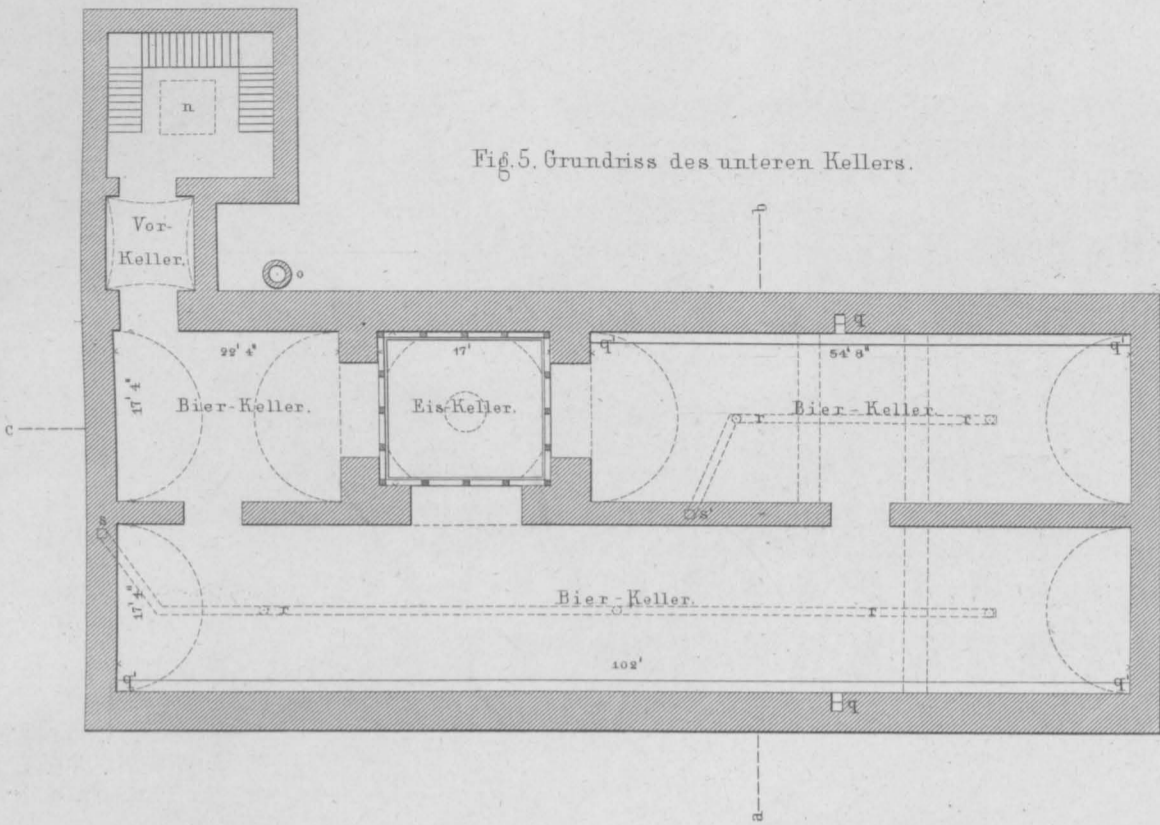 n
Fig. 5. Grundriss des unteren Kellers.
b
Vor-
Keller.
o
q
22' 4"
17'
q'
54' 8"
q'
17' 4"
c
Bier-Keller.
Eis-Keller.
Bier-Keller.
r
r
s
s'
17' 4"
r
Bier-Keller.
r
102'
q'
q'
q
a